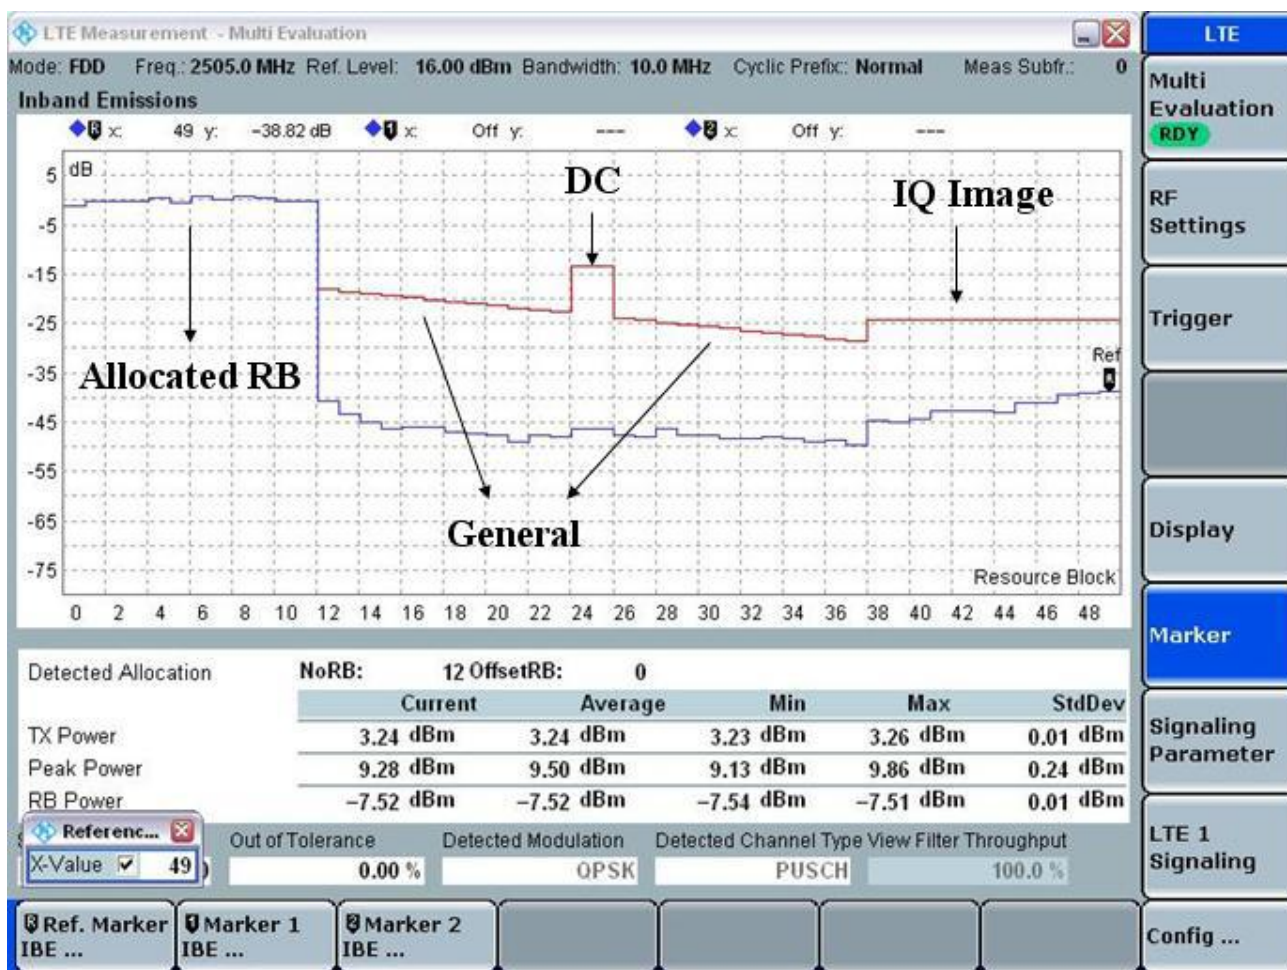 LTE Measurement - Multi Evaluation
LTE
Mode: FDD Freq.: 2505.0 MHz Ref. Level: 16.00 dBm Bandwidth: 10.0 MHz Cyclic Prefix: Normal Meas Subfr.: 0
Inband Emissions
R x: 49 y: −38.82 dB 1 x: Off y: --- 2 x: Off y: ---
dB
5
-5
-15
-25
-35
-45
-55
-65
-75
DC
IQ Image
Allocated RB
General
Ref
R
Resource Block
0 2 4 6 8 10 12 14 16 18 20 22 24 26 28 30 32 34 36 38 40 42 44 46 48
Detected Allocation NoRB: 12 OffsetRB: 0
Current Average Min Max StdDev
TX Power 3.24 dBm 3.24 dBm 3.23 dBm 3.26 dBm 0.01 dBm
Peak Power 9.28 dBm 9.50 dBm 9.13 dBm 9.86 dBm 0.24 dBm
RB Power −7.52 dBm −7.52 dBm −7.54 dBm −7.51 dBm 0.01 dBm
Referenc...
X-Value 49
Out of Tolerance Detected Modulation Detected Channel Type View Filter Throughput
0.00 % QPSK PUSCH 100.0 %
Multi
Evaluation
RDY
RF
Settings
Trigger
Display
Marker
Signaling
Parameter
LTE 1
Signaling
Config ...
R Ref. Marker
IBE ...
1 Marker 1
IBE ...
2 Marker 2
IBE ...